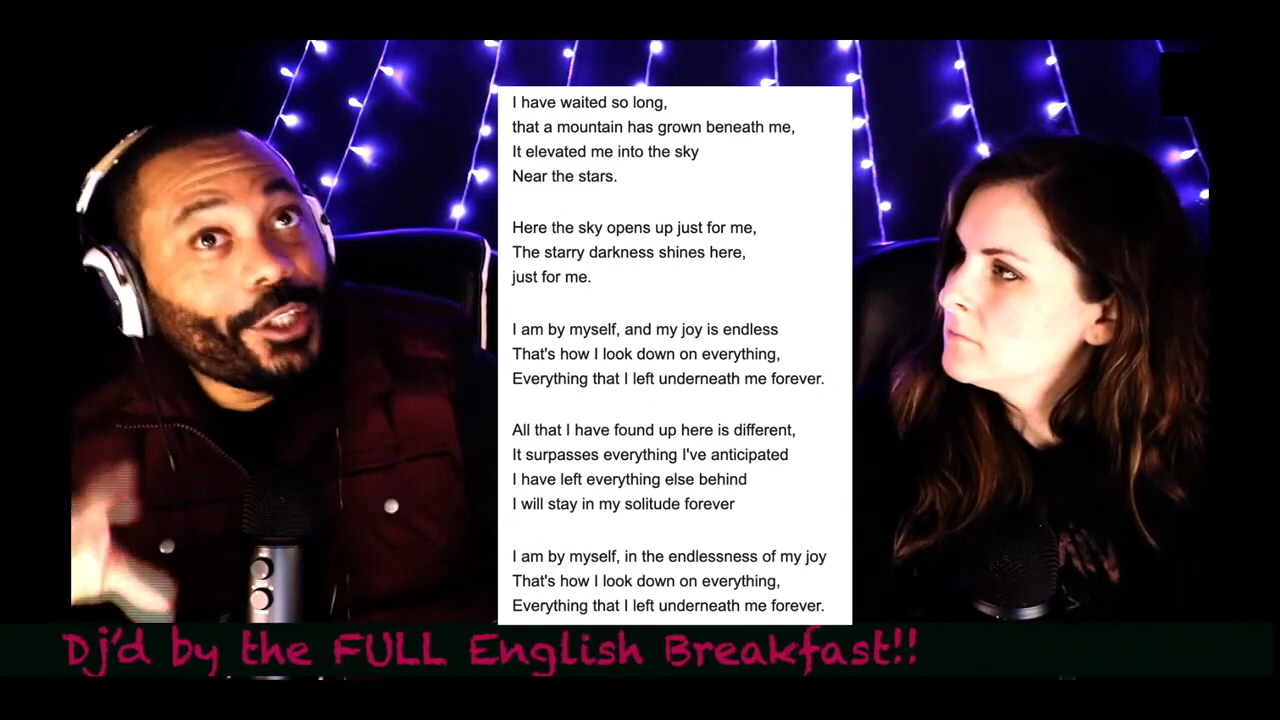 I have waited so long,
that a mountain has grown beneath me,
It elevated me into the sky
Near the stars.
Here the sky opens up just for me,
The starry darkness shines here,
just for me.
I am by myself, and my joy is endless
That's how I look down on everything,
Everything that I left underneath me forever.
All that I have found up here is different,
It surpasses everything I've anticipated
I have left everything else behind
I will stay in my solitude forever
I am by myself, in the endlessness of my joy
That's how I look down on everything,
Everything that I left underneath me forever.
Dj'd by the FULL English Breakfast!!